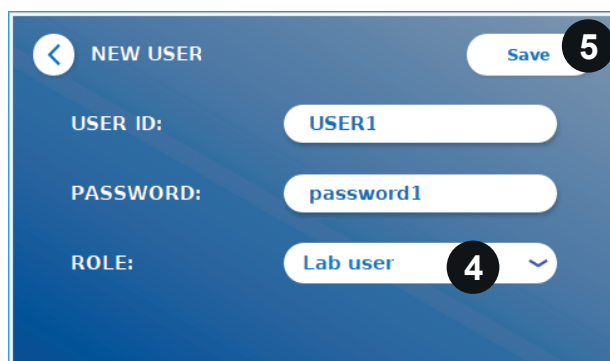 NEW USER Save 5
USER ID: USER1
PASSWORD: password1
ROLE: Lab user 4